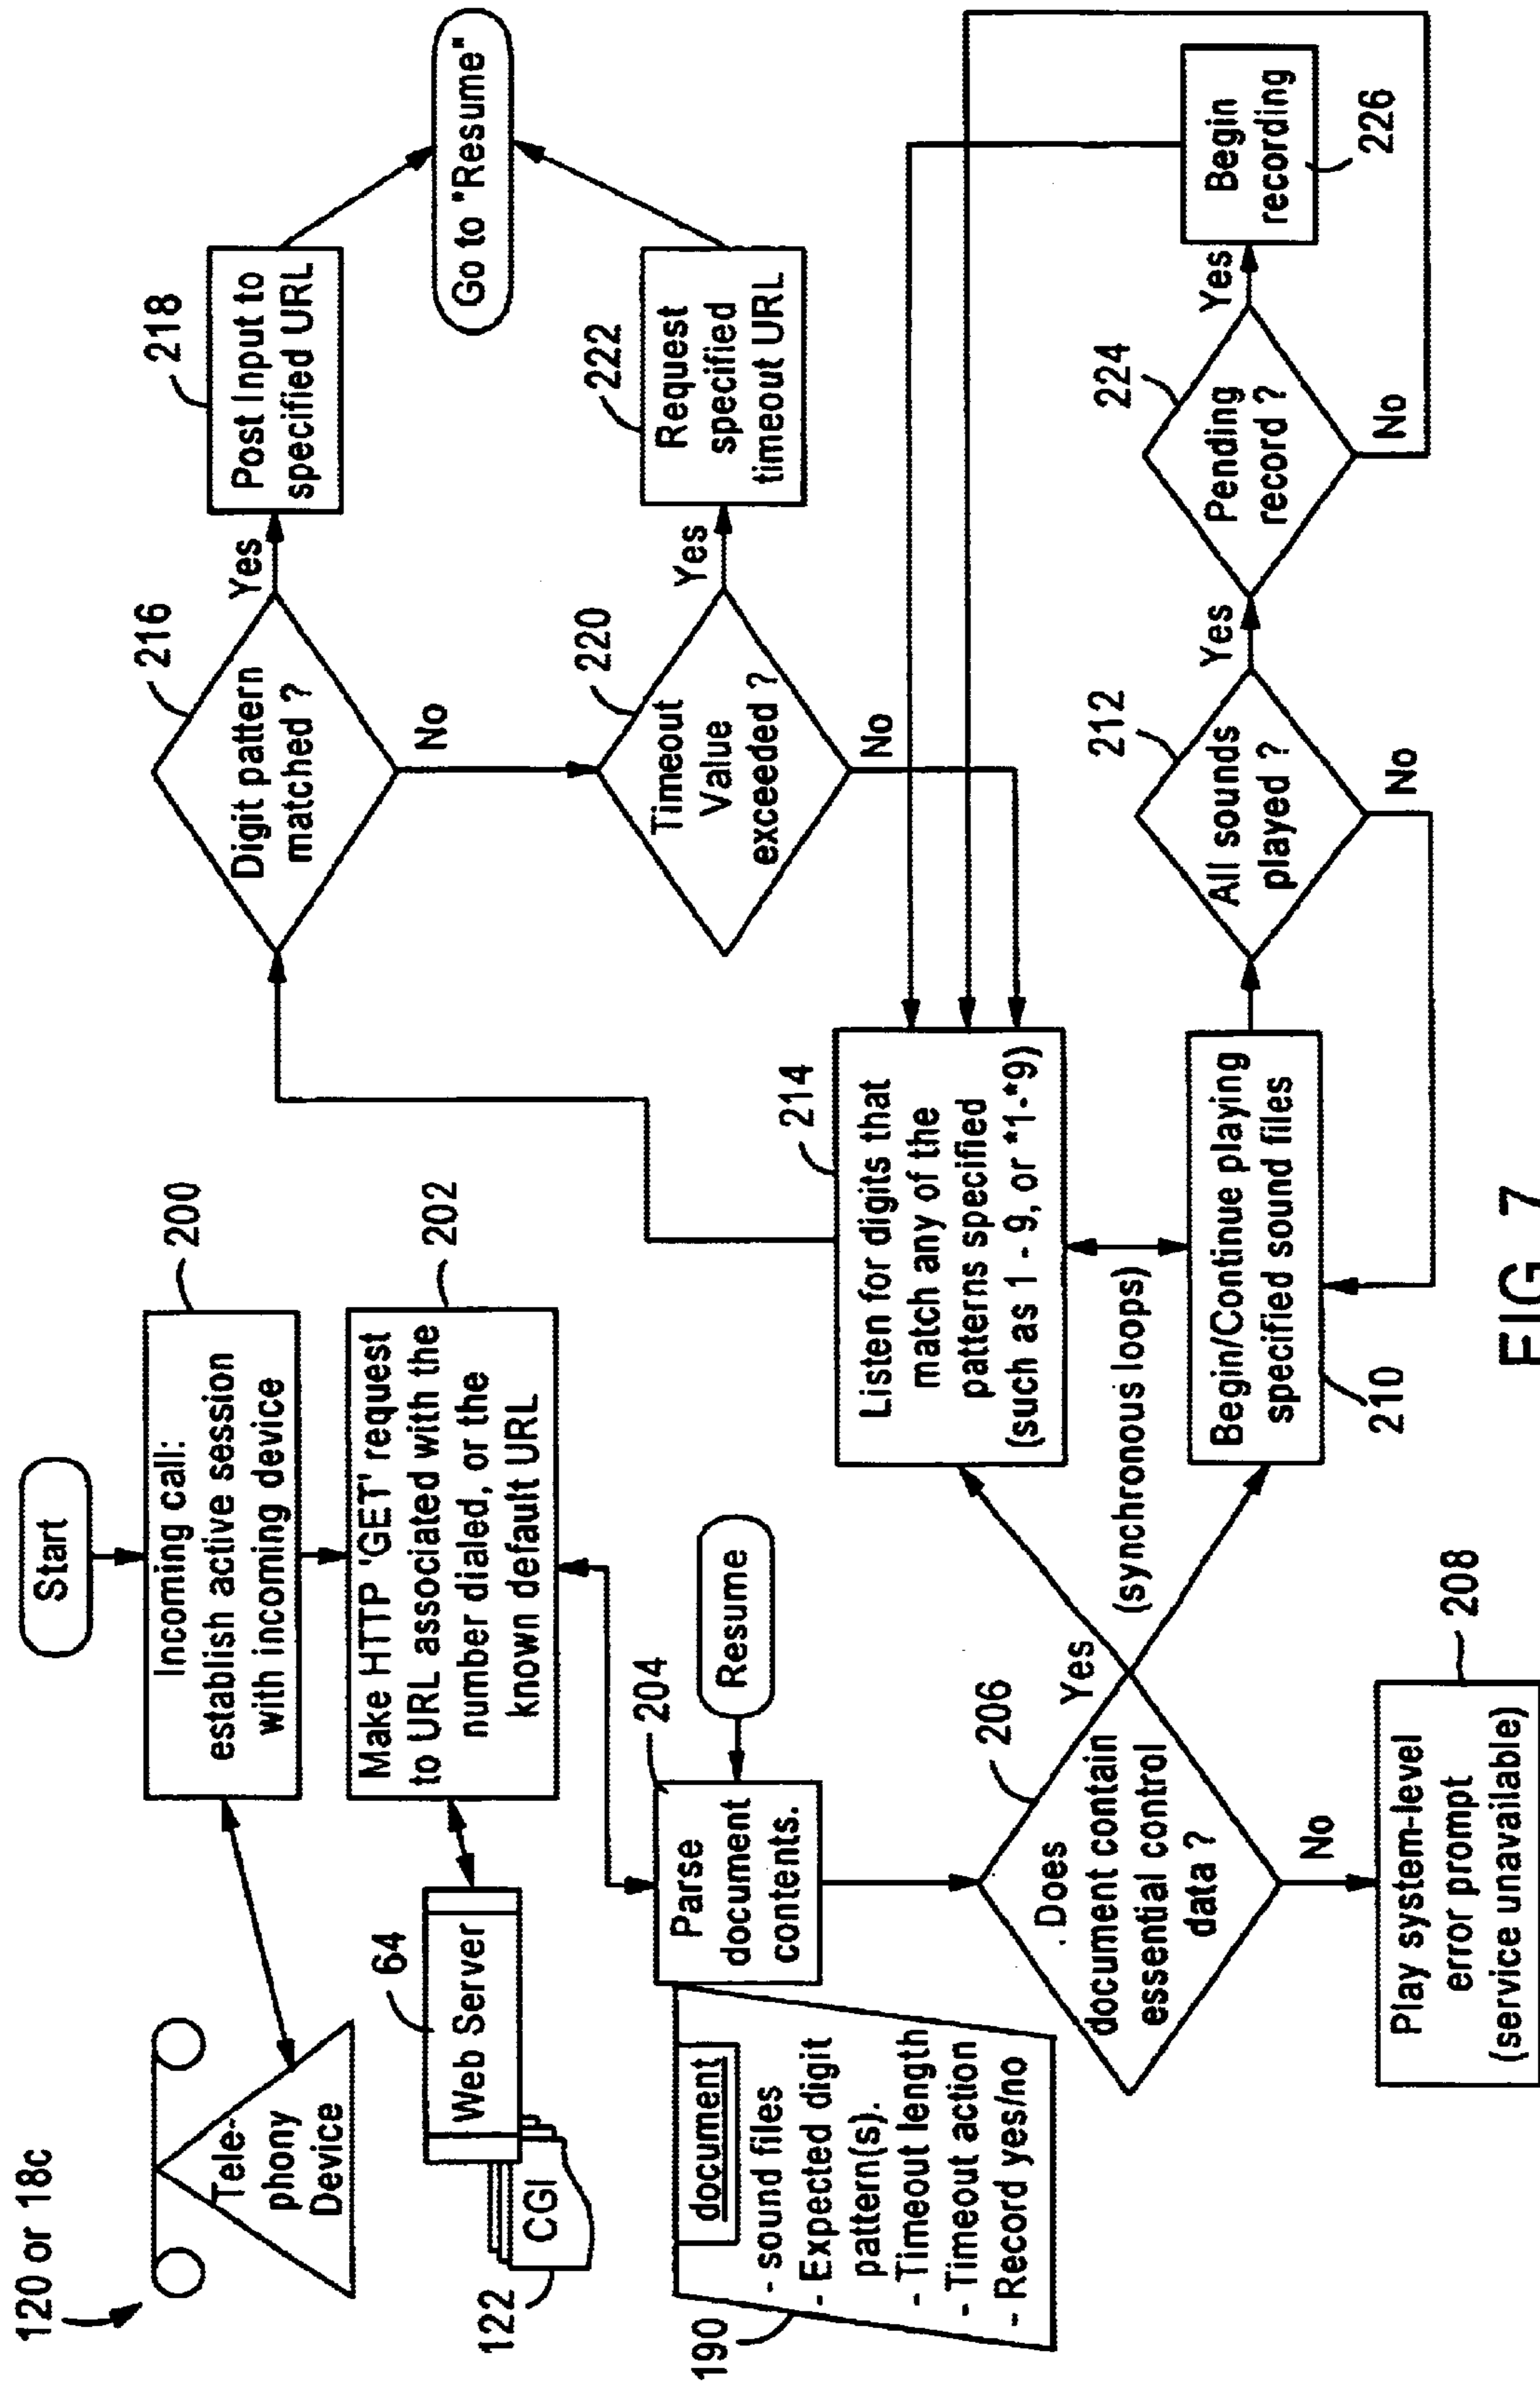 120 or 18c
Tele-
phony
Device
Start
Incoming call:
establish active session
with incoming device
200
64
Web Server
CGI
122
Make HTTP 'GET' request
to URL associated with the
number dialed, or the
known default URL
202
190
document
- sound files
- Expected digit
pattern(s).
- Timeout length
- Timeout action
- Record yes/no
204
Parse
document
contents.
Resume
206
Does
document contain
essential control
data ?
Yes
No
208
Play system-level
error prompt
(service unavailable)
(synchronous loops)
214
Listen for digits that
match any of the
patterns specified
(such as 1 - 9, or *1-*9)
Begin/Continue playing
specified sound files
210
216
Digit pattern
matched ?
Yes
No
218
Post Input to
specified URL
220
Timeout
Value
exceeded ?
Yes
No
222
Request
specified
timeout URL
Go to "Resume"
212
All sounds
played ?
Yes
No
224
Pending
record ?
Yes
No
Begin
recording
226
FIG 7